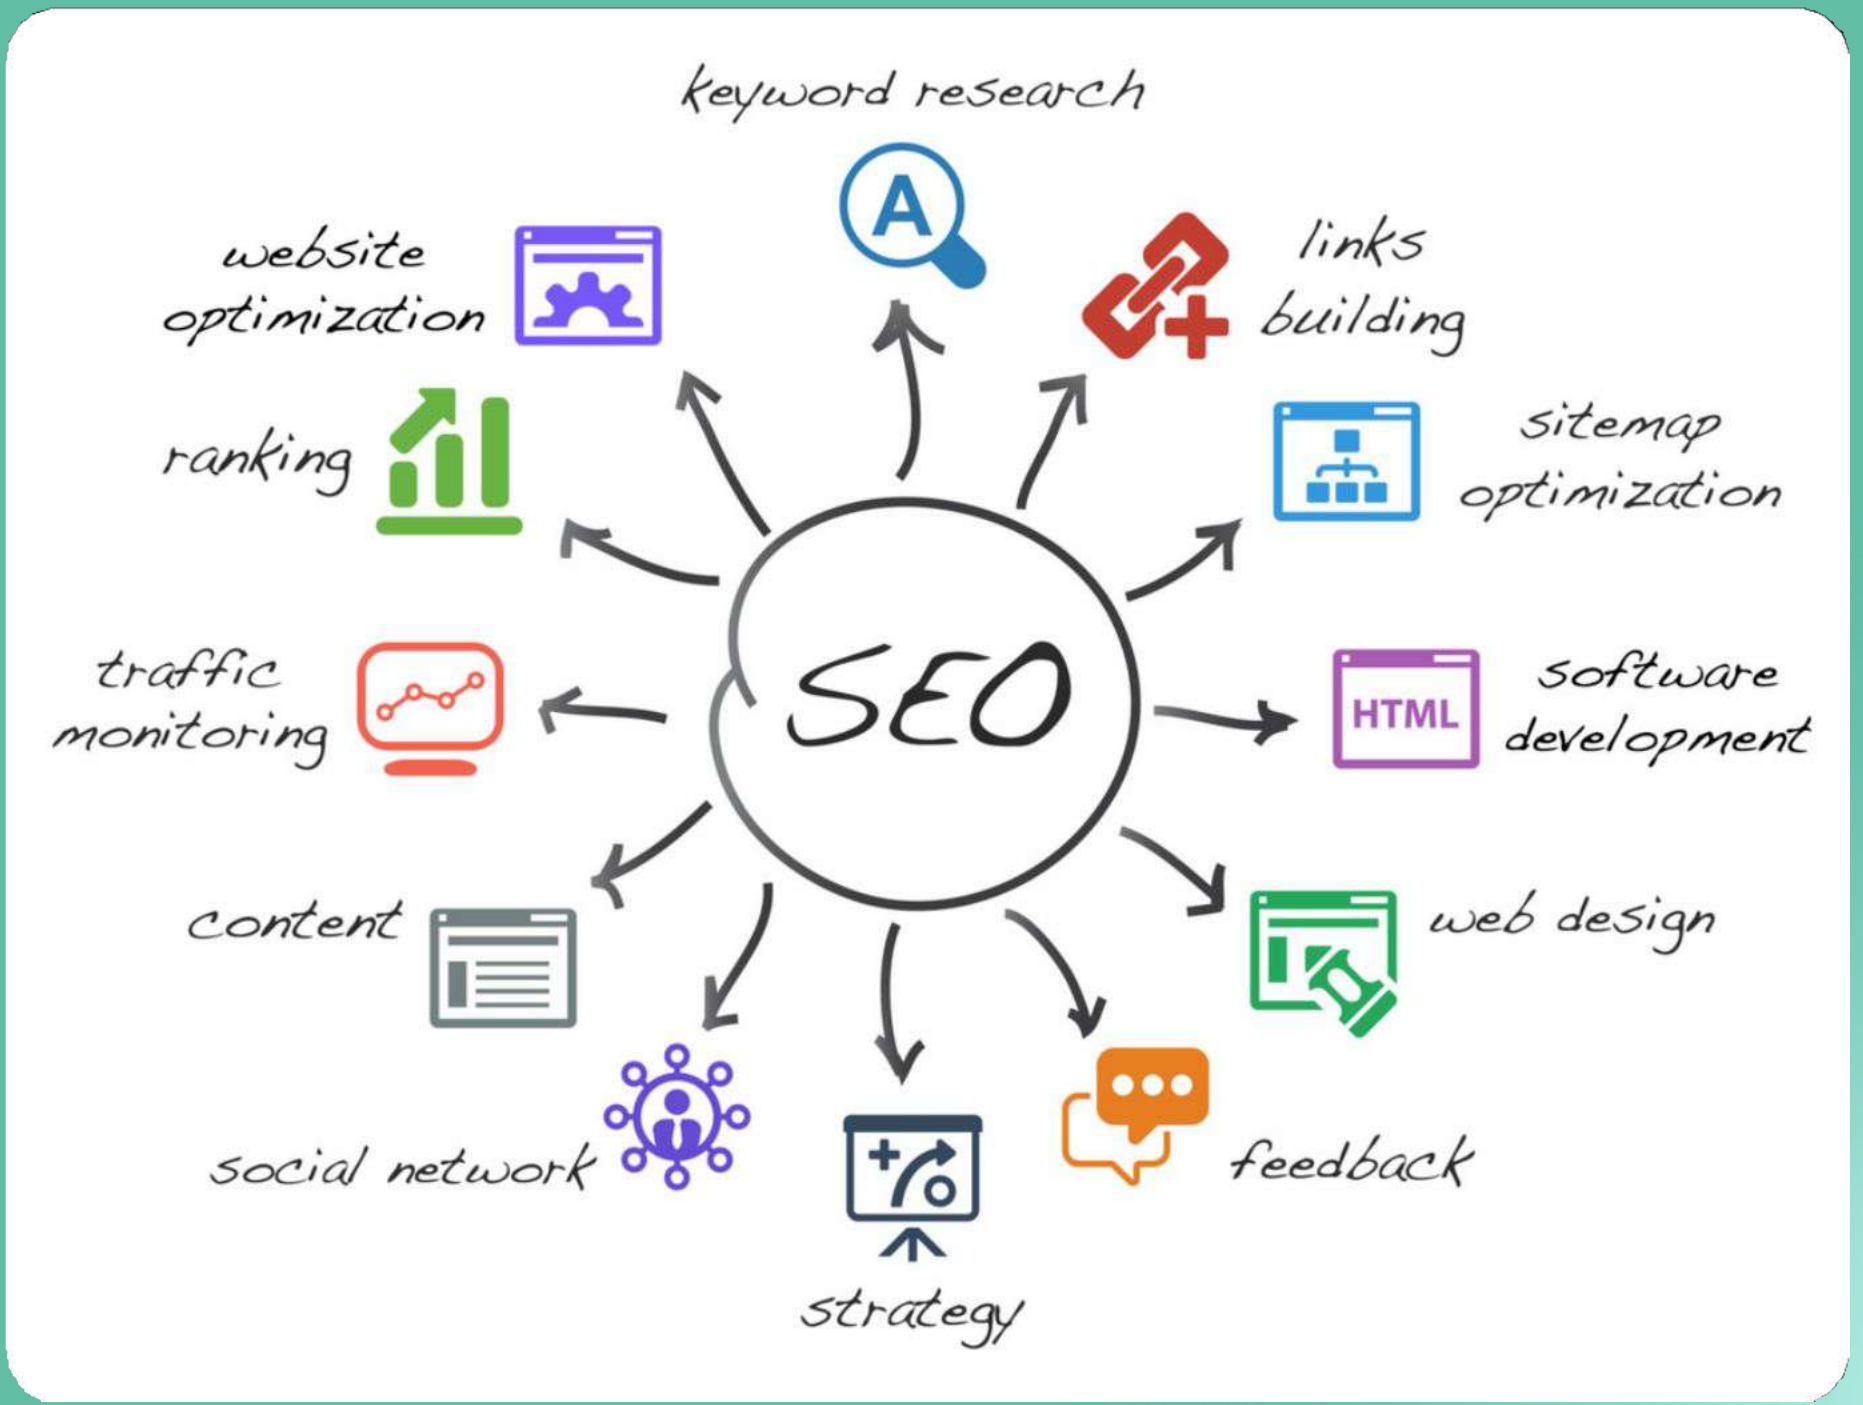 keyword research
A
website
optimization
links
building
ranking
sitemap
optimization
SEO
traffic
monitoring
HTML
software
development
content
web design
social network
feedback
strategy